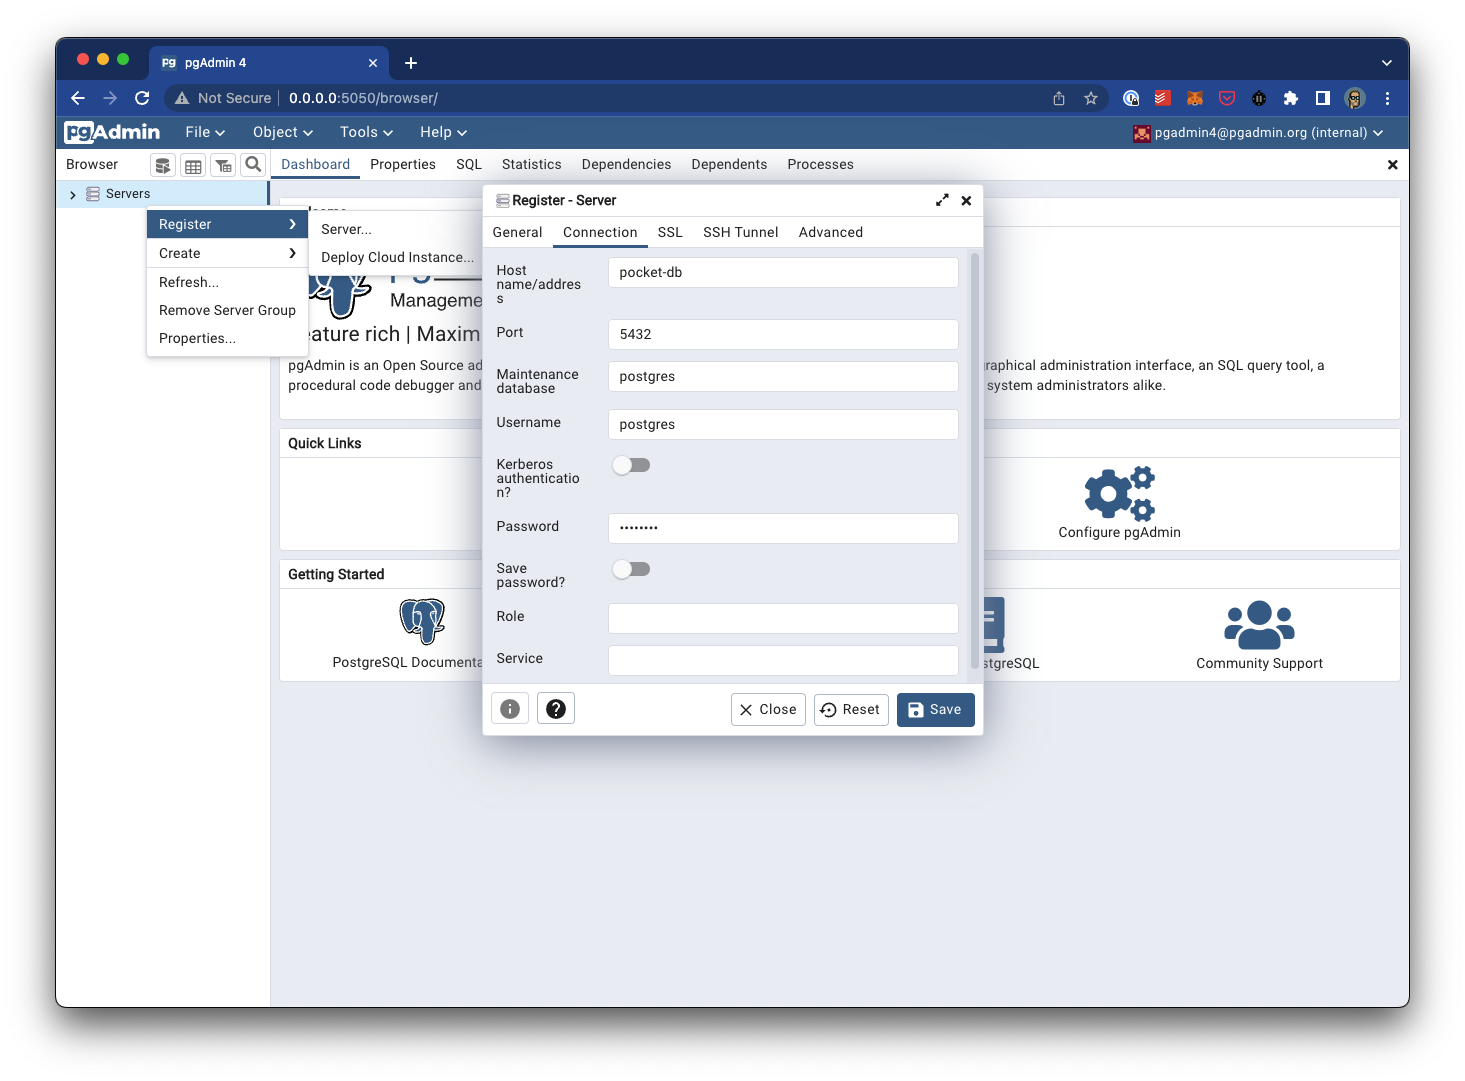 pg pgAdmin 4
Not Secure 0.0.0.0:5050/browser/
pgAdmin File Object Tools Help pgadmin4@pgadmin.org (internal)
Browser Dashboard Properties SQL Statistics Dependencies Dependents Processes
Servers
Register
Create
Refresh...
Remove Server Group
Properties...
Server...
Deploy Cloud Instance...
Manageme
ature rich | Maxim
pgAdmin is an Open Source ad
raphical administration interface, an SQL query tool, a
procedural code debugger and
system administrators alike.
Quick Links
Configure pgAdmin
Getting Started
PostgreSQL Documenta
stgreSQL
Community Support
Register - Server
General Connection SSL SSH Tunnel Advanced
Host
name/addres
s
pocket-db
Port
5432
Maintenance
database
postgres
Username
postgres
Kerberos
authenticatio
n?
Password
••••••••
Save
password?
Role
Service
Close Reset Save